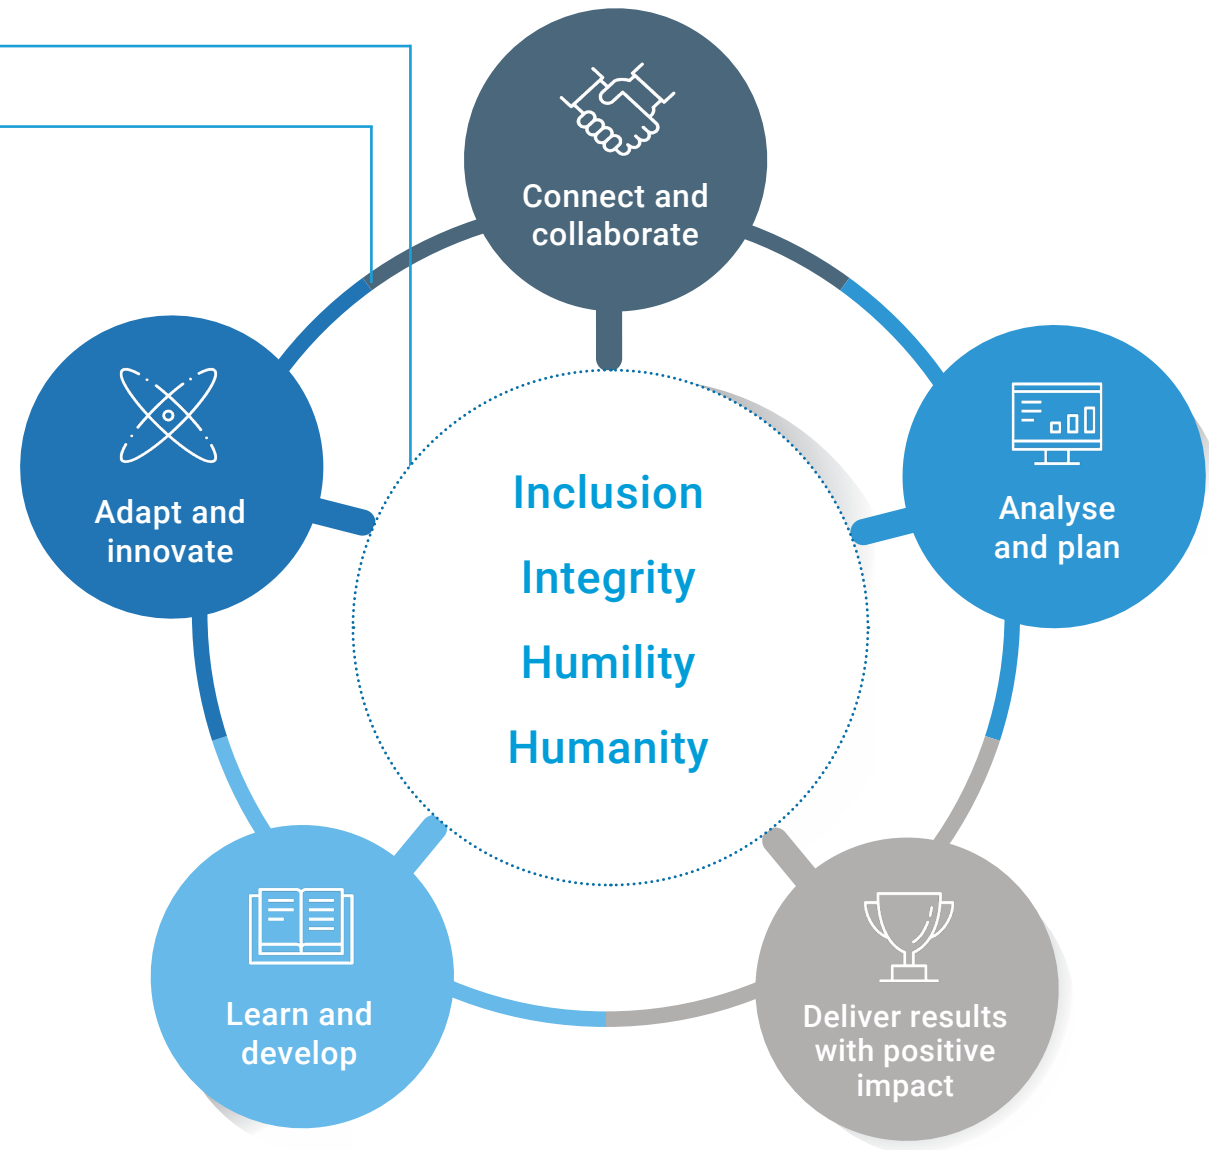 Connect and
collaborate
Adapt and
innovate
Analyse
and plan
Inclusion
Integrity
Humility
Humanity
Learn and
develop
Deliver results
with positive
impact